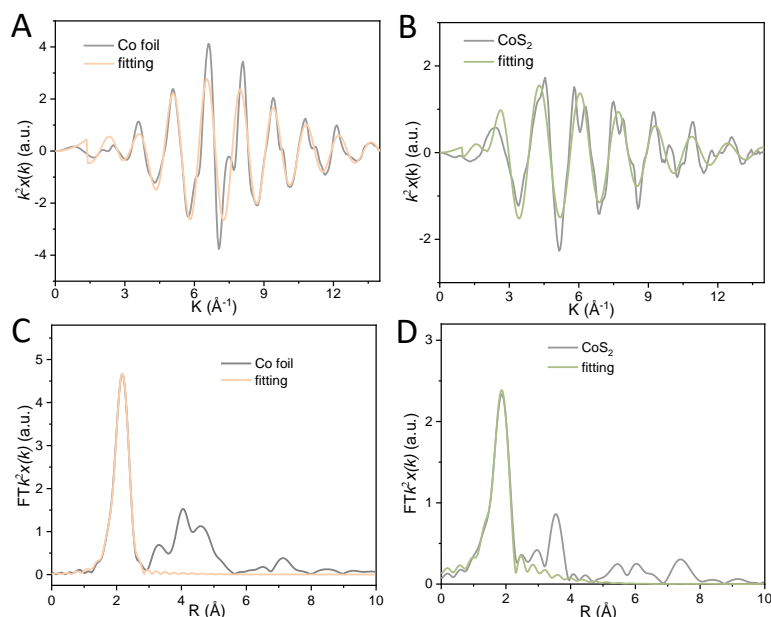 A
Co foil
fitting
k²x(k) (a.u.)
4
2
0
-2
-4
0
3
6
9
12
K (Å⁻¹)
B
CoS₂
fitting
k²x(k) (a.u.)
2
0
-2
0
3
6
9
12
K (Å⁻¹)
C
Co foil
fitting
FTk²x(k) (a.u.)
5
4
3
2
1
0
0
2
4
6
8
10
R (Å)
D
CoS₂
fitting
FTk²x(k) (a.u.)
3
2
1
0
0
2
4
6
8
10
R (Å)